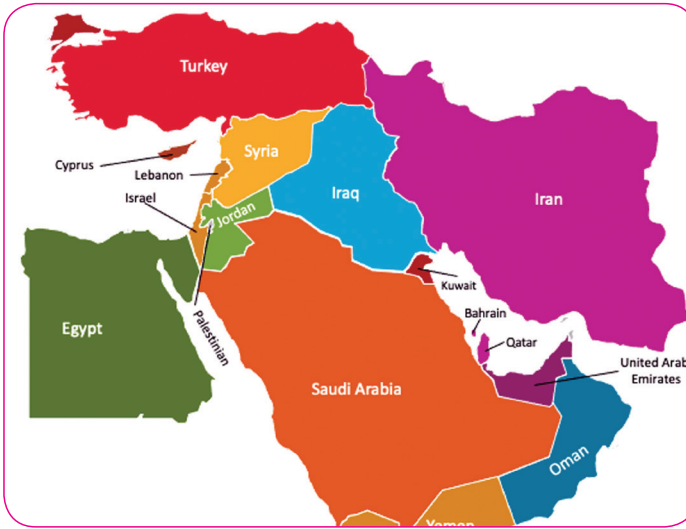 Turkey
Cyprus
Syria
Lebanon
Israel
Iraq
Iran
Jordan
Kuwait
Egypt
Palestinian
Bahrain
Qatar
Saudi Arabia
United Arab
Emirates
Oman
Yemen